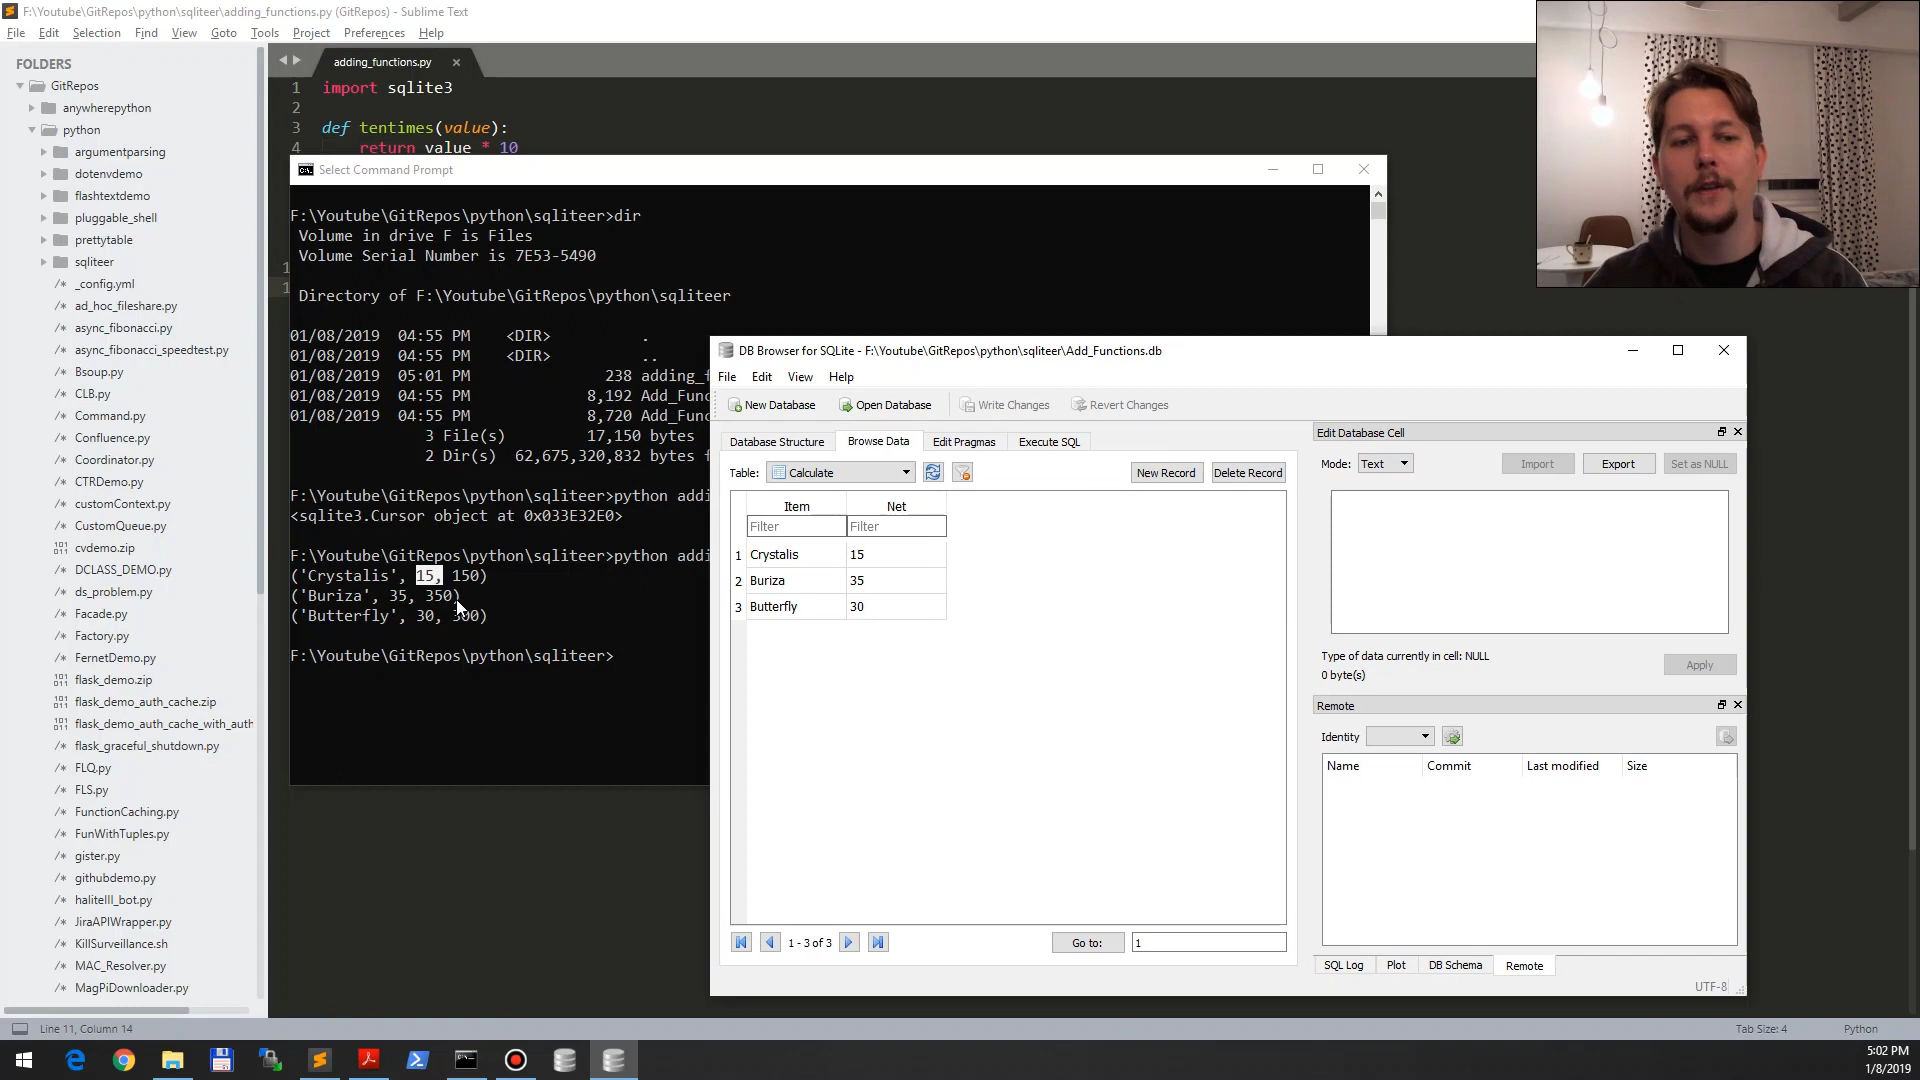 F:\Youtube\GitRepos\python\sqliteer\adding_functions.py (GitRepos) - Sublime Text
File Edit Selection Find View Goto Tools Project Preferences Help
FOLDERS
GitRepos
anywherepython
python
argumentparsing
dotenvdemo
flashtextdemo
pluggable_shell
prettytable
sqliteer
_config.yml
ad_hoc_fileshare.py
async_fibonacci.py
async_fibonacci_speedtest.py
Bsoup.py
CLB.py
Command.py
Confluence.py
Coordinator.py
CTRDemo.py
customContext.py
CustomQueue.py
cvdemo.zip
DCLASS_DEMO.py
ds_problem.py
Facade.py
Factory.py
FernetDemo.py
flask_demo.zip
flask_demo_auth_cache.zip
flask_demo_auth_cache_with_auth
flask_graceful_shutdown.py
FLQ.py
FLS.py
FunctionCaching.py
FunWithTuples.py
gister.py
githubdemo.py
haliteIII_bot.py
JiraAPIWrapper.py
KillSurveillance.sh
MAC_Resolver.py
MagPiDownloader.py
adding_functions.py
1 import sqlite3
2
3 def tentimes(value):
4 return value * 10
1
1
Select Command Prompt
F:\Youtube\GitRepos\python\sqliteer>dir
Volume in drive F is Files
Volume Serial Number is 7E53-5490
Directory of F:\Youtube\GitRepos\python\sqliteer
01/08/2019 04:55 PM <DIR> .
01/08/2019 04:55 PM <DIR> ..
01/08/2019 05:01 PM 238 adding_f
01/08/2019 04:55 PM 8,192 Add_Func
01/08/2019 04:55 PM 8,720 Add_Func
3 File(s) 17,150 bytes
2 Dir(s) 62,675,320,832 bytes f
F:\Youtube\GitRepos\python\sqliteer>python addi
<sqlite3.Cursor object at 0x033E32E0>
F:\Youtube\GitRepos\python\sqliteer>python addi
('Crystalis', 15, 150)
('Buriza', 35, 350)
('Butterfly', 30, 300)
F:\Youtube\GitRepos\python\sqliteer>
DB Browser for SQLite - F:\Youtube\GitRepos\python\sqliteer\Add_Functions.db
File Edit View Help
New Database Open Database Write Changes Revert Changes
Database Structure Browse Data Edit Pragmas Execute SQL
Table: Calculate New Record Delete Record
Item Net
Filter Filter
1 Crystalis 15
2 Buriza 35
3 Butterfly 30
1 - 3 of 3 Go to: 1
Edit Database Cell
Mode: Text Import Export Set as NULL
Type of data currently in cell: NULL
0 byte(s)
Apply
Remote
Identity
Name Commit Last modified Size
SQL Log Plot DB Schema Remote
UTF-8
Line 11, Column 14 Tab Size: 4 Python
5:02 PM
1/8/2019